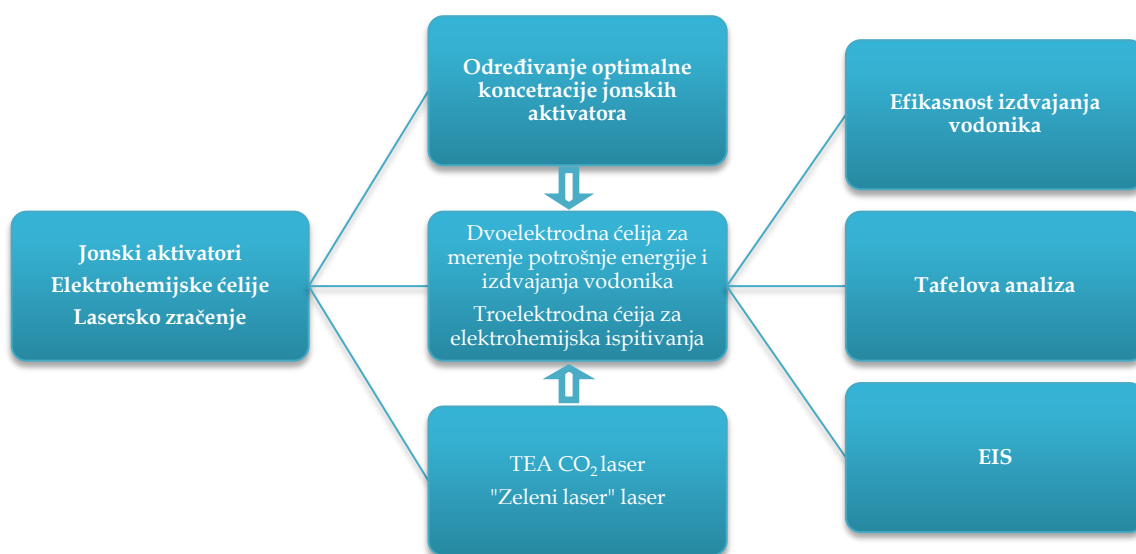 Jonski aktivatori
Elektrohemijske ćelije
Lasersko zračenje
Određivanje optimalne
koncetracije jonskih
aktivatora
Dvoelektrodna ćelija za
merenje potrošnje energije i
izdvajanja vodonika
Troelektrodna ćeija za
elektrohemijska ispitivanja
TEA CO₂ laser
"Zeleni laser" laser
Efikasnost izdvajanja
vodonika
Tafelova analiza
EIS